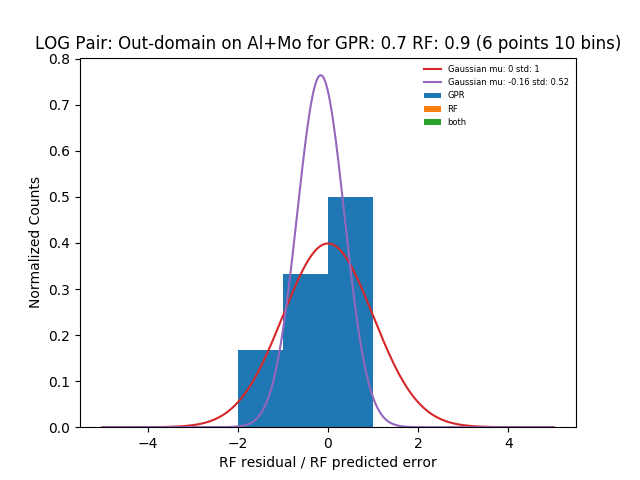 LOG Pair: Out-domain on Al+Mo for GPR: 0.7 RF: 0.9 (6 points 10 bins)
Gaussian mu: 0 std: 1
Gaussian mu: -0.16 std: 0.52
GPR
RF
both
Normalized Counts
0.8
0.7
0.6
0.5
0.4
0.3
0.2
0.1
0.0
−4 −2 0 2 4
RF residual / RF predicted error